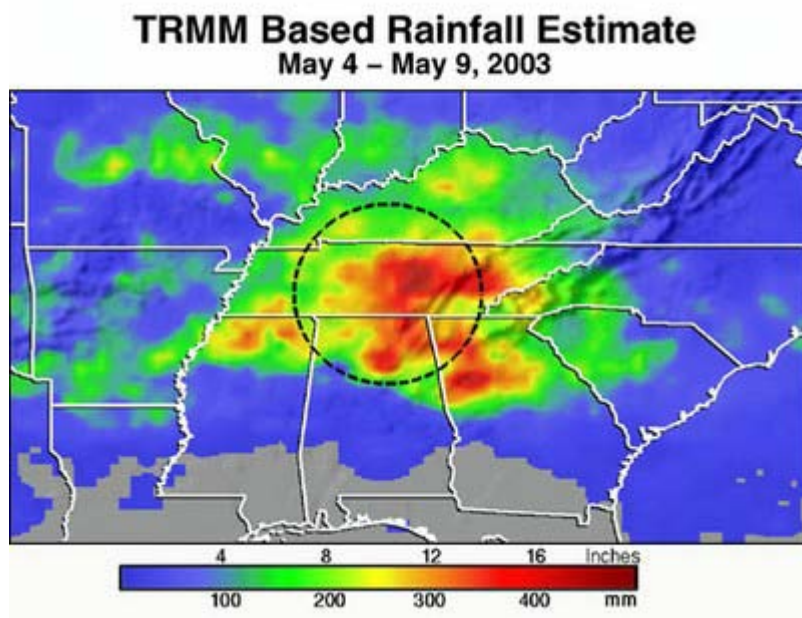 TRMM Based Rainfall Estimate
May 4 – May 9, 2003
4 8 12 16 Inches
100 200 300 400 mm